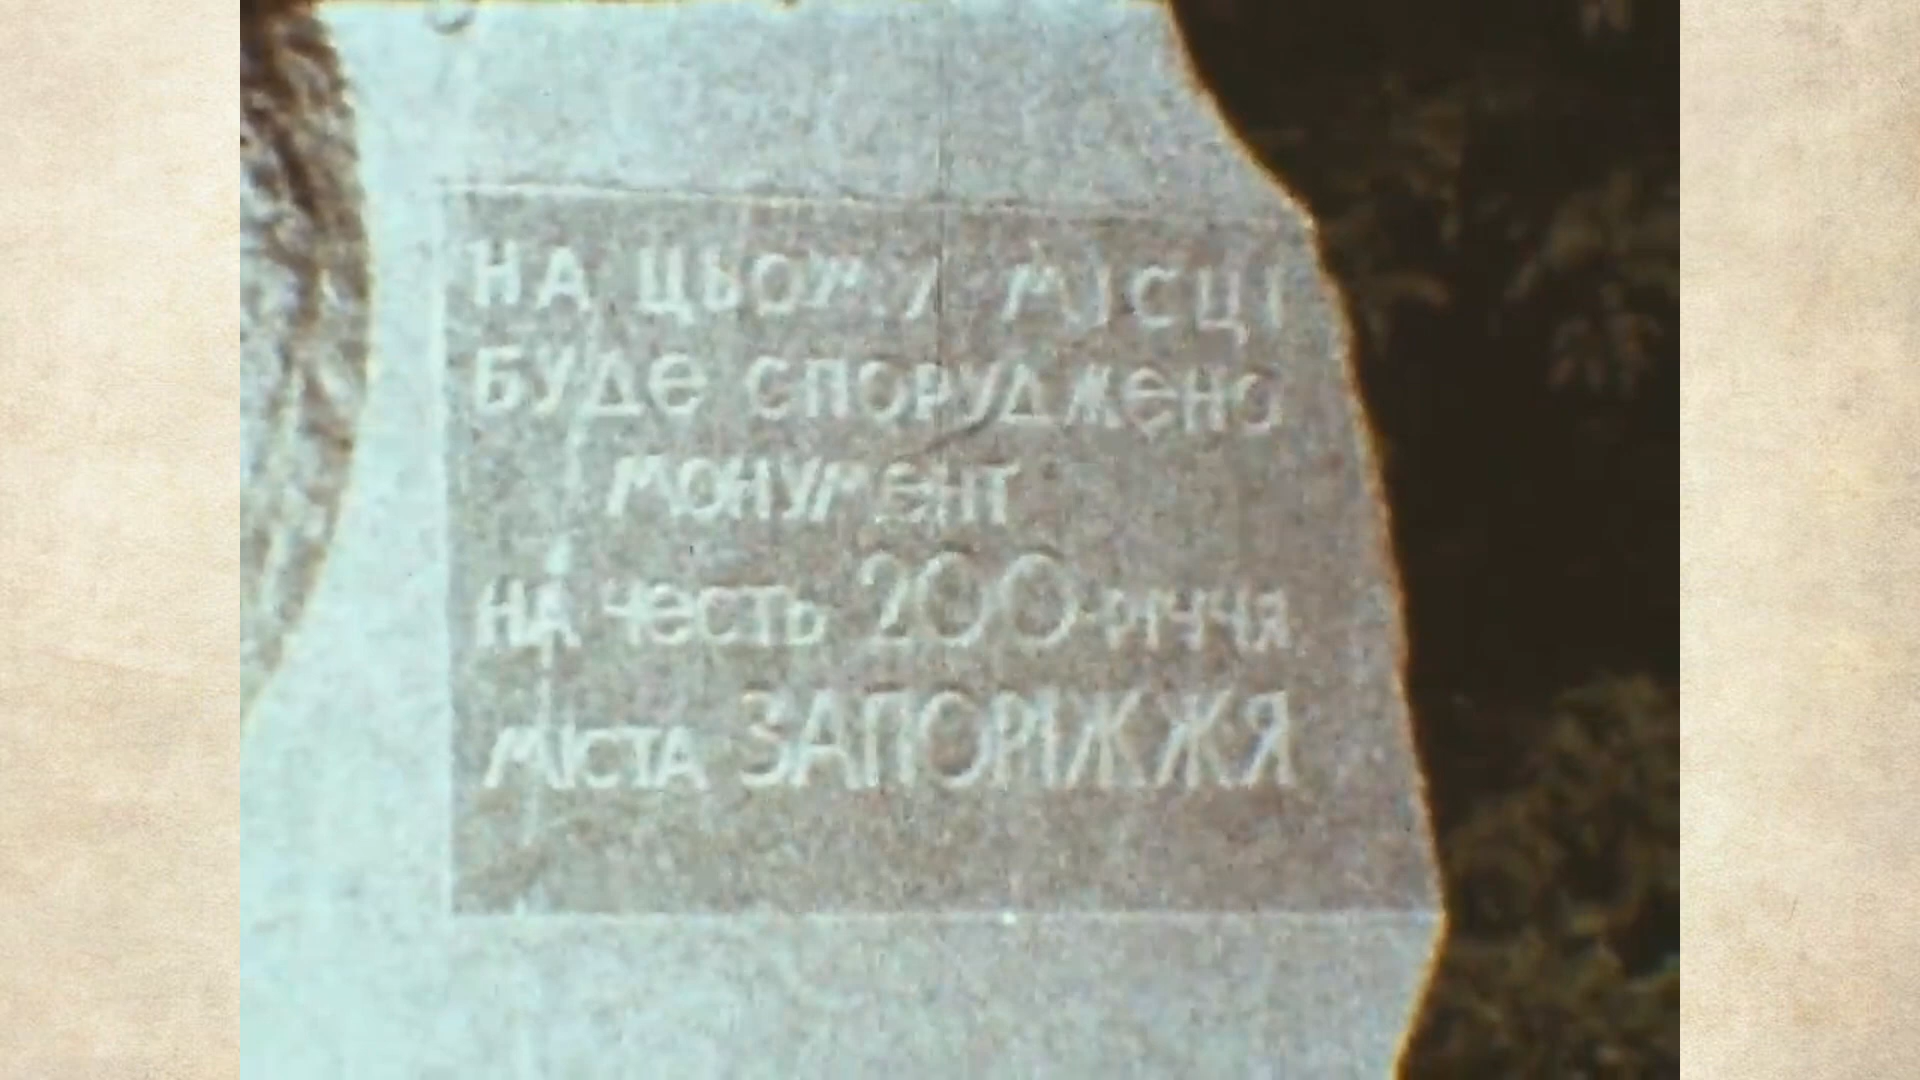 НА ЦЬОМУ МІСЦІ
БУДЕ СПОРУДЖЕНО
МОНУМЕНТ
НА ЧЕСТЬ 200-РІЧЧЯ
МІСТА ЗАПОРІЖЖЯ